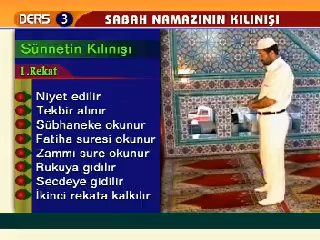 DERS 3 SABAH NAMAZININ KILINIŞI
Sünnetin Kılınışı
1.Rekat
Niyet edilir
Tekbir alınır
Sübhaneke okunur
Fatiha suresi okunur
Zammı sure okunur
Rukuya gidilir
Secdeye gidilir
İkinci rekata kalkılır